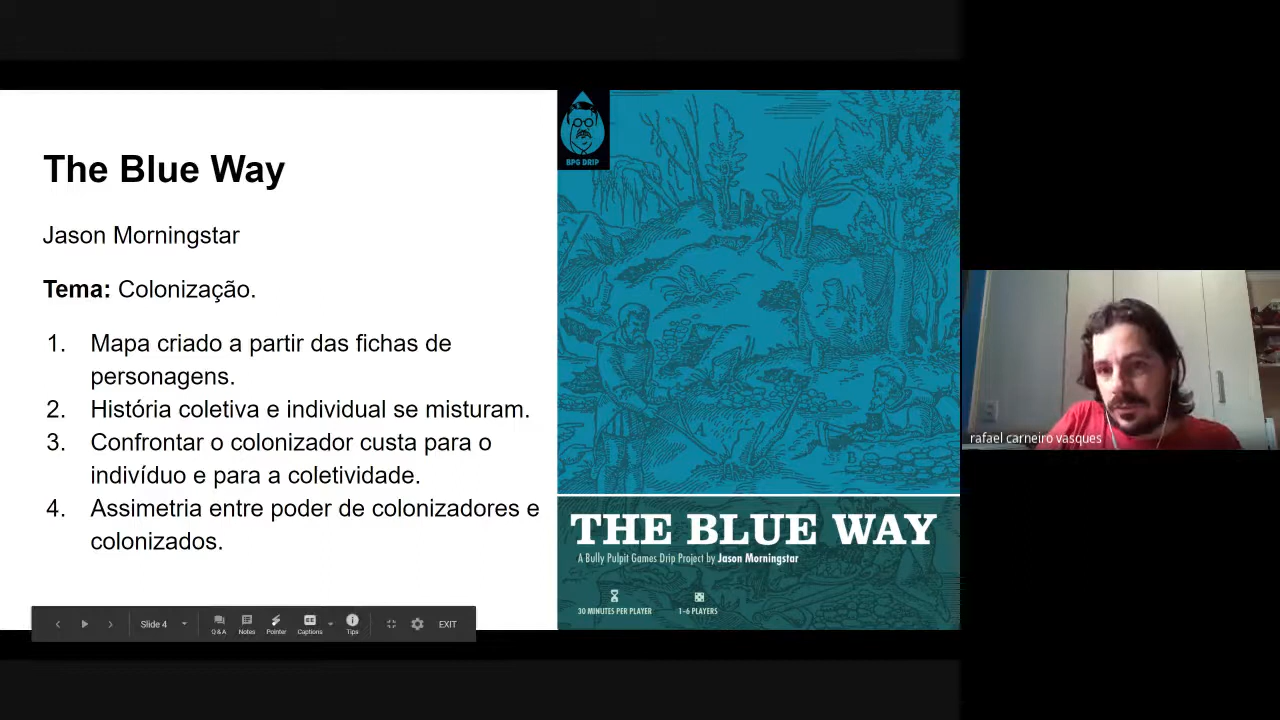 The Blue Way
Jason Morningstar
Tema: Colonização.
1. Mapa criado a partir das fichas de
personagens.
2. História coletiva e individual se misturam.
3. Confrontar o colonizador custa para o
indivíduo e para a coletividade.
4. Assimetria entre poder de colonizadores e
colonizados.
BPG DRIP
B
THE BLUE WAY
A Bully Pulpit Games Drip Project by Jason Morningstar
30 MINUTES PER PLAYER
1-6 PLAYERS
Slide 4
Q & A
Notes
Pointer
Captions
Tips
EXIT
rafael carneiro vasques